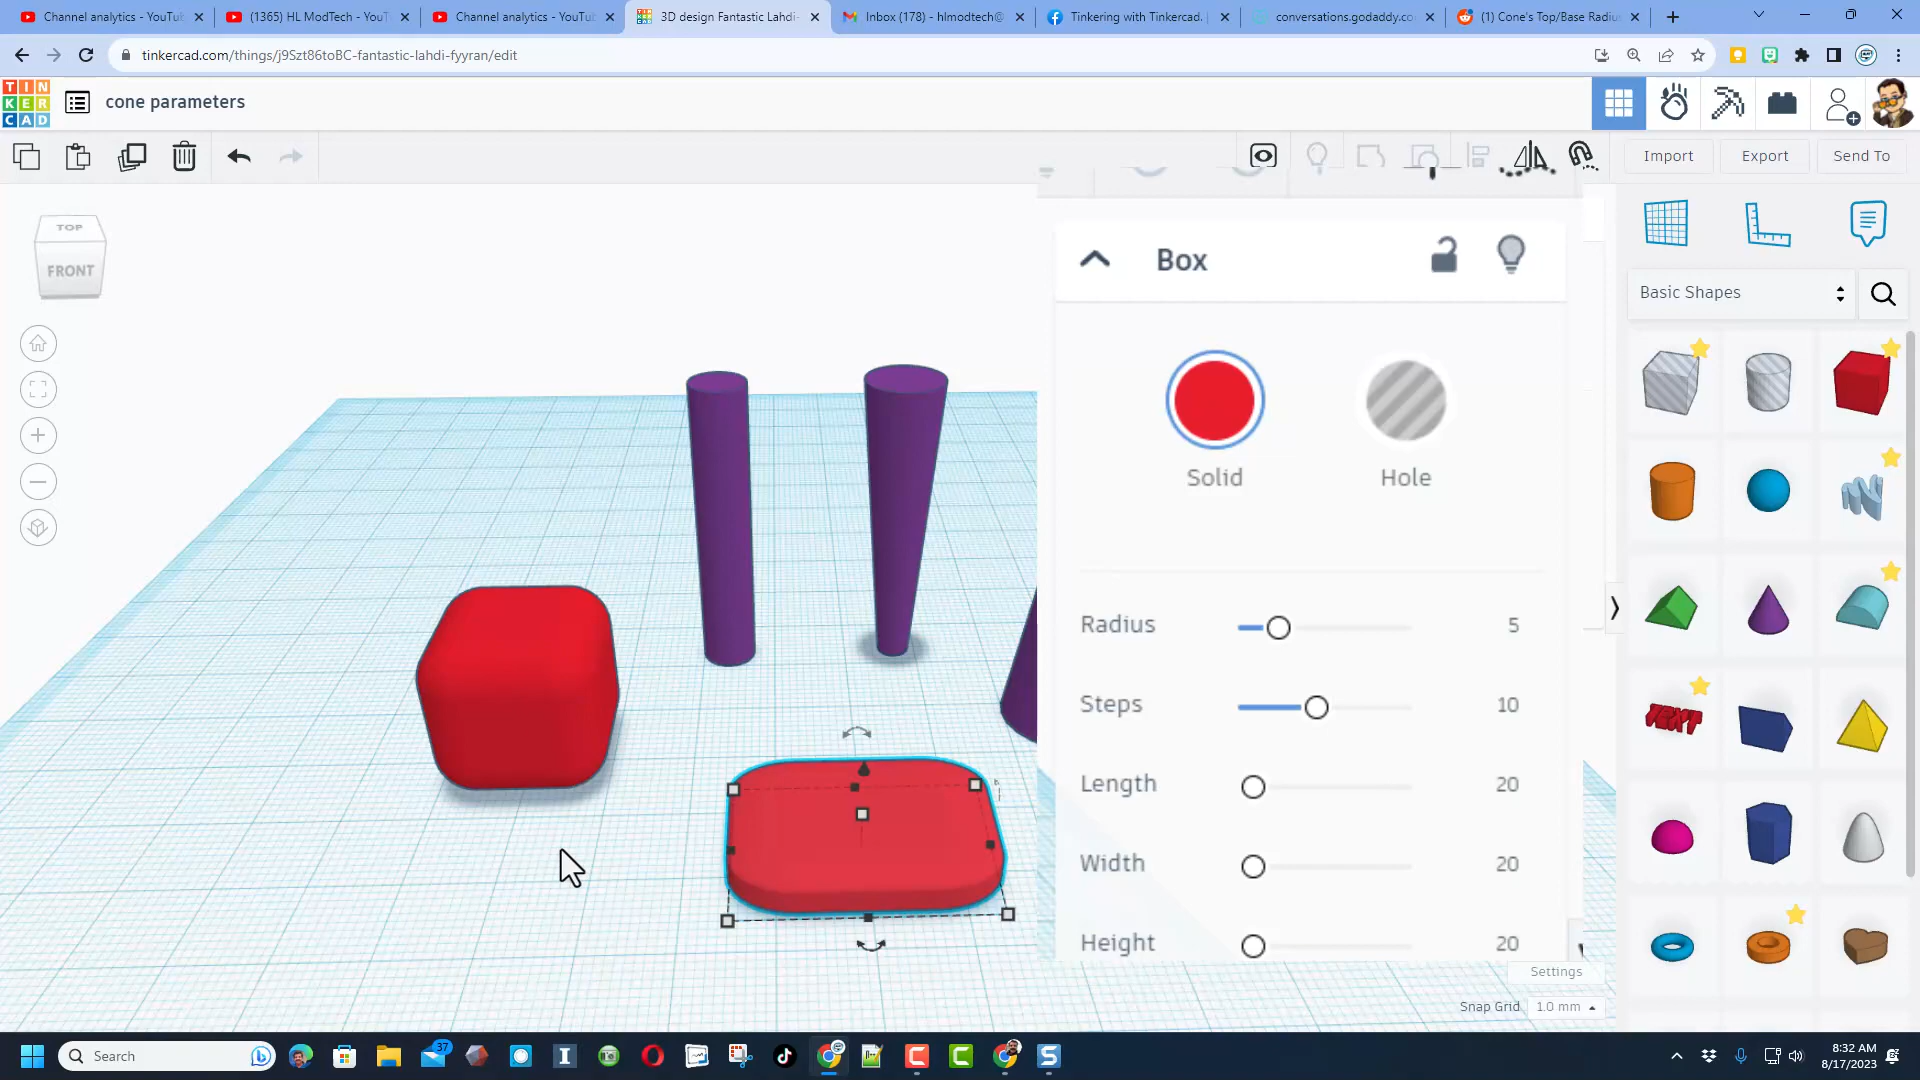 Channel analytics - YouTu
(1365) HL ModTech - YouT
Channel analytics - YouTub
3D design Fantastic Lahdi-
Inbox (178) - hlmodtech@
Tinkering with Tinkercad. |
conversations.godaddy.co
(1) Cone's Top/Base Radiu
tinkercad.com/things/j9Szt86toBC-fantastic-lahdi-fyyran/edit
TIN
KER
CAD
cone parameters
Import
Export
Send To
TOP
FRONT
Box
Solid
Hole
Radius
5
Steps
10
Length
20
Width
20
Height
20
Basic Shapes
TEXT
Settings
Snap Grid
1.0 mm
Search
37
8:32 AM
8/17/2023